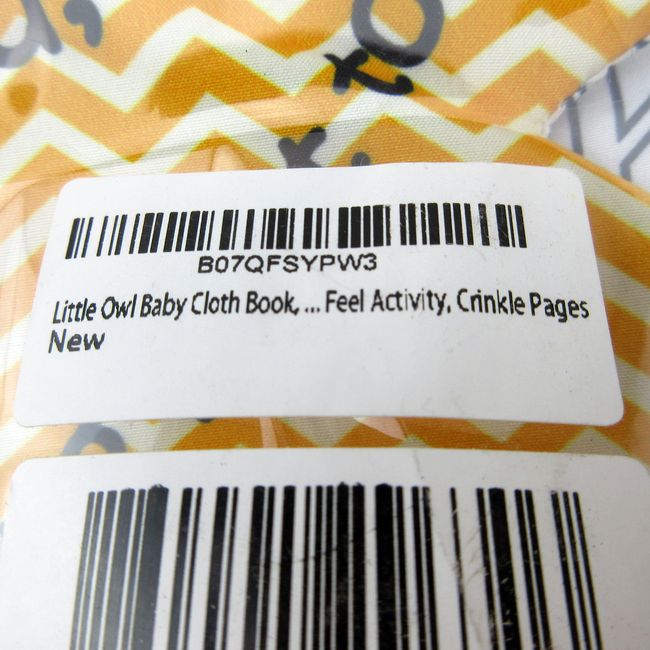 B07QFSYPW3
Little Owl Baby Cloth Book, ... Feel Activity, Crinkle Pages
New